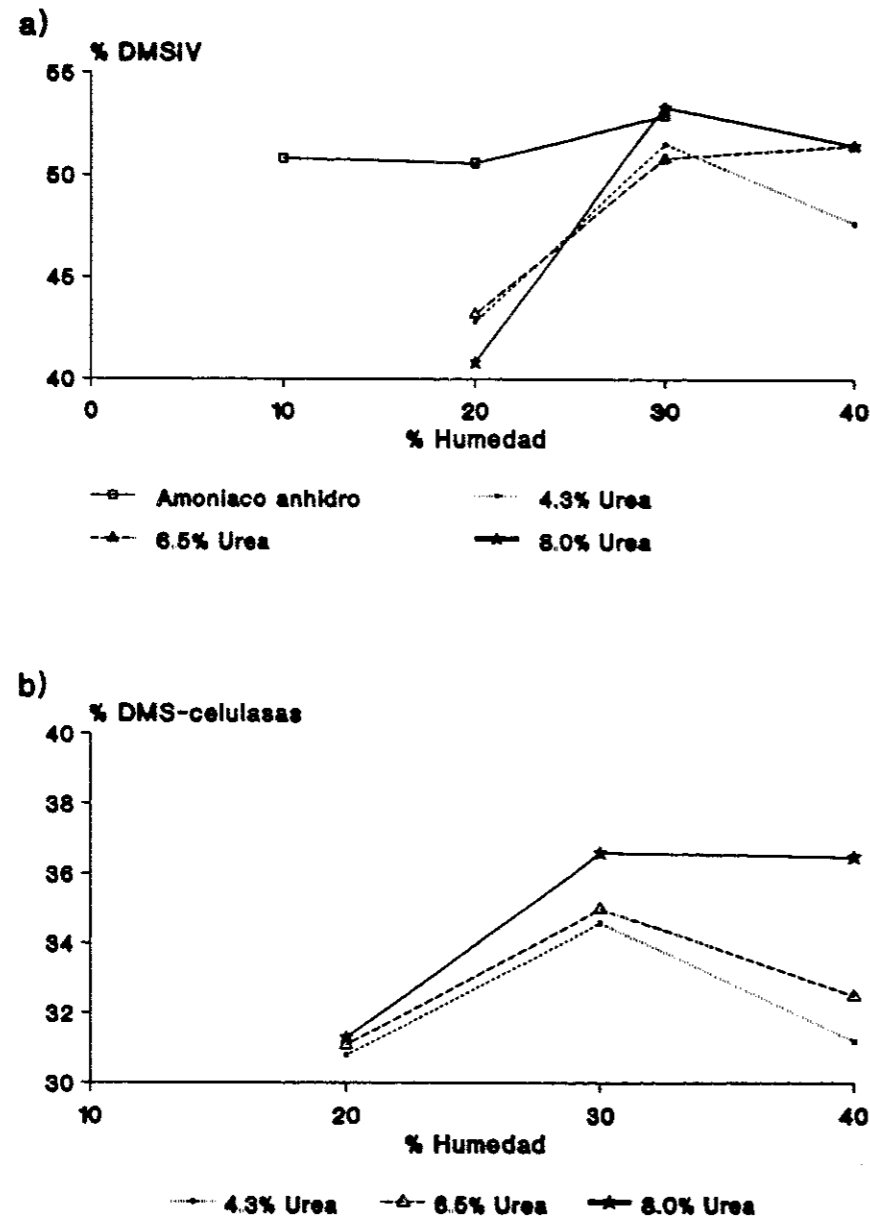 a)
% DMSiV
55
50
45
40
0 10 20 30 40
% Humedad
Amoniaco anhidro 4.3% Urea
6.5% Urea 8.0% Urea
b)
% DMS-celulasas
40
38
36
34
32
30
10 20 30 40
% Humedad
4.3% Urea 6.5% Urea 8.0% Urea